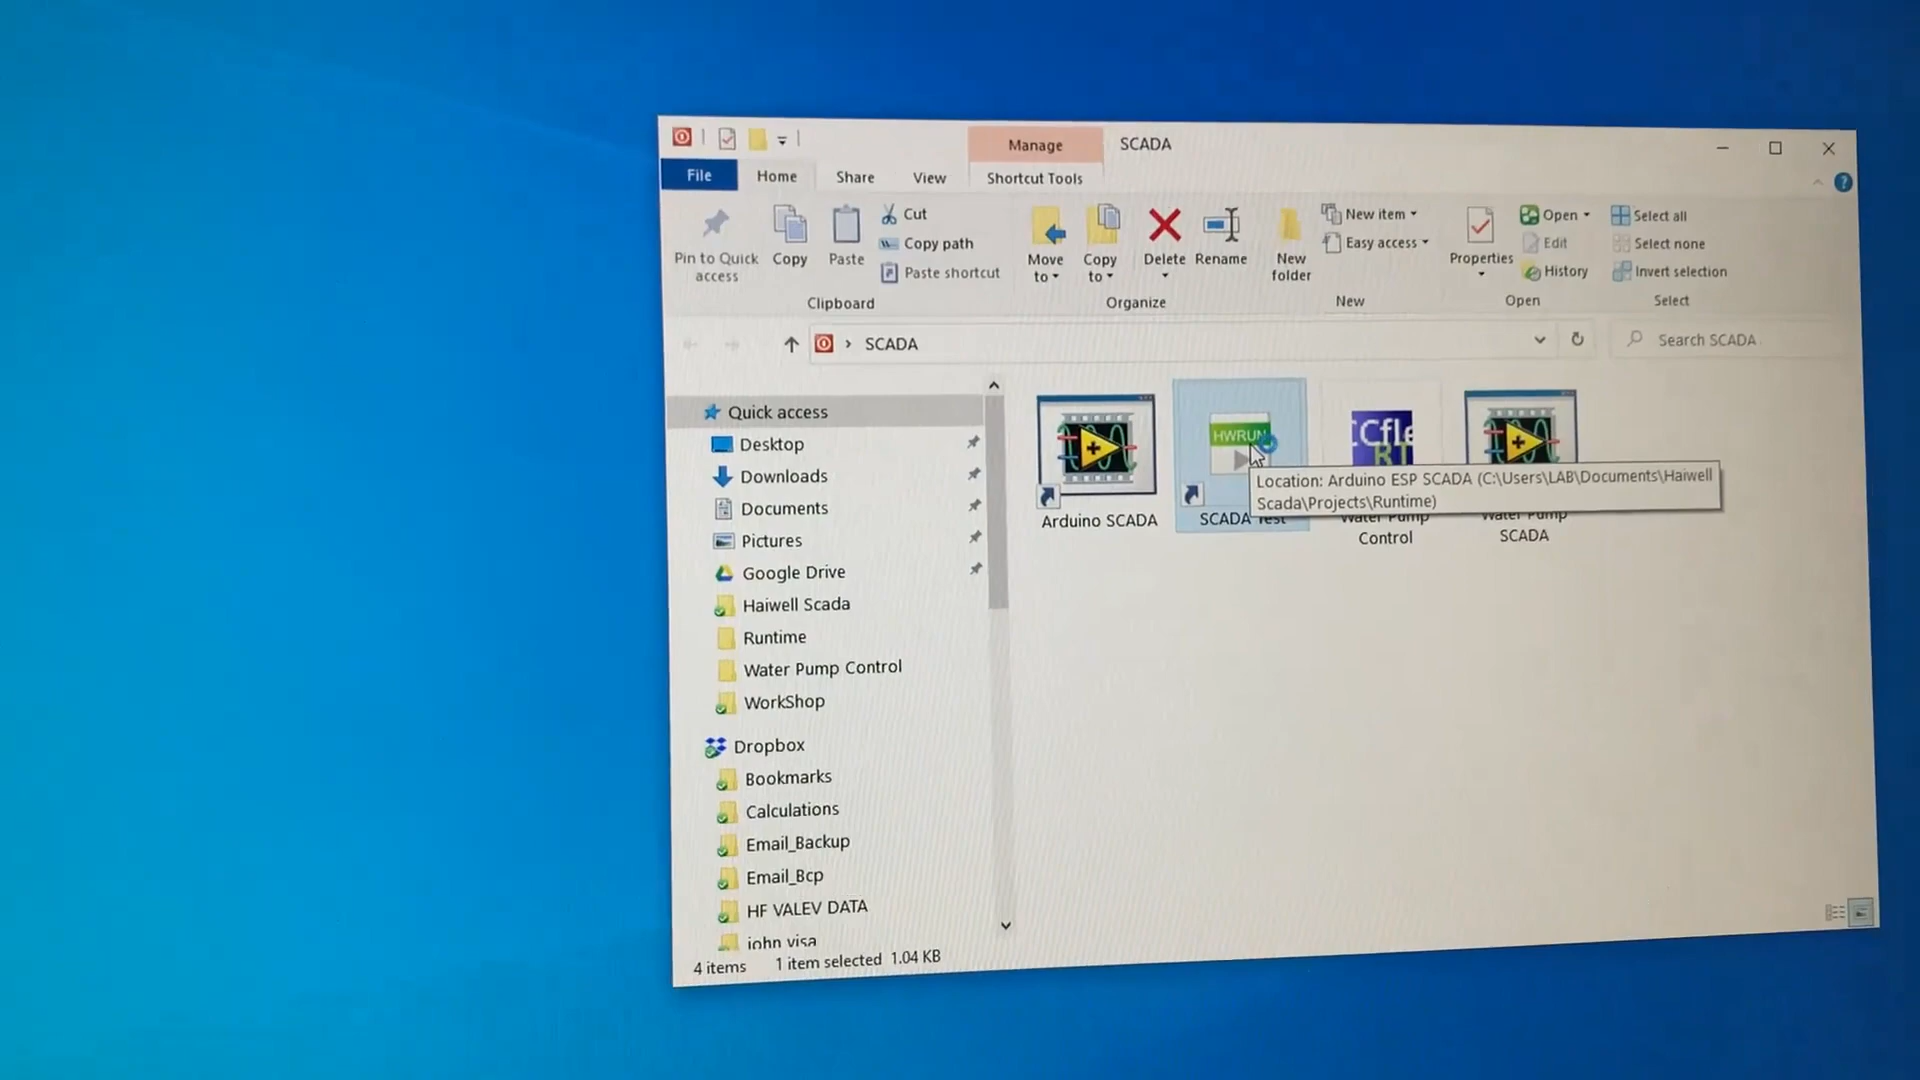 Manage
SCADA
File
Home
Share
View
Shortcut Tools
Pin to Quick access
Copy
Paste
Cut
Copy path
Paste shortcut
Clipboard
Move to
Copy to
Delete
Rename
Organize
New folder
New item
Easy access
New
Properties
Open
Edit
History
Open
Select all
Select none
Invert selection
Select
SCADA
Search SCADA
Quick access
Desktop
Downloads
Documents
Pictures
Google Drive
Haiwell Scada
Runtime
Water Pump Control
WorkShop
Dropbox
Bookmarks
Calculations
Email_Backup
Email_Bcp
HF VALEV DATA
john visa
HWRUN
Location: Arduino ESP SCADA (C:\Users\LAB\Documents\Haiwell
Scada\Projects\Runtime)
Arduino SCADA
SCADA Test
Water Pump
Control
Water Pump
SCADA
4 items
1 item selected 1.04 KB